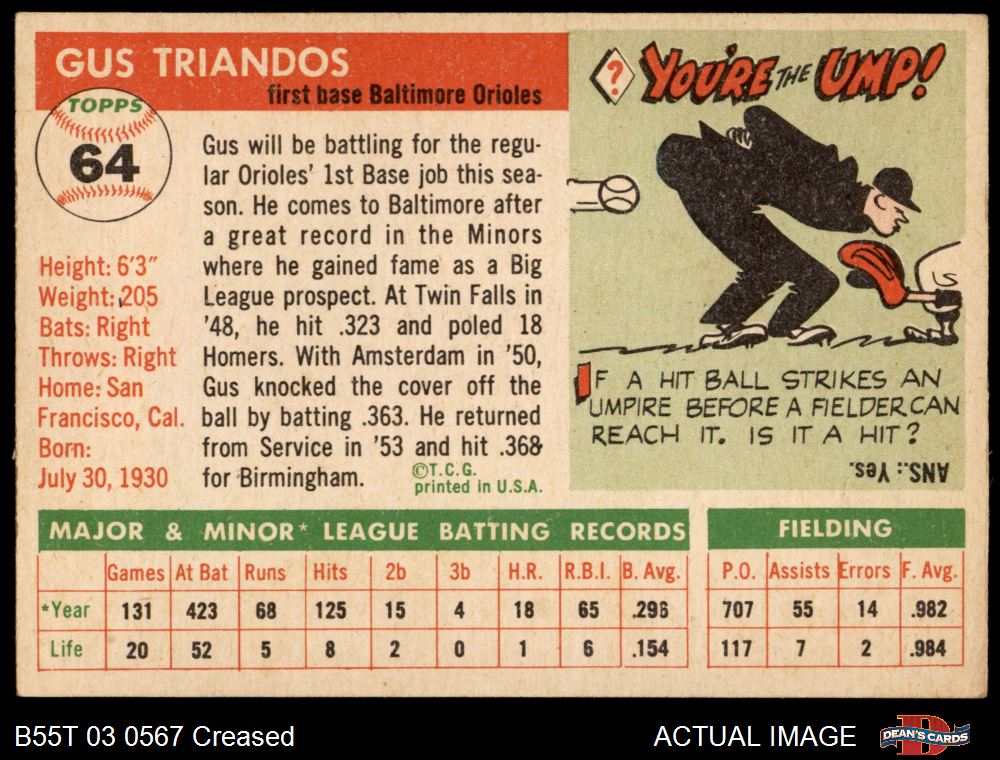 GUS TRIANDOS
first base Baltimore Orioles
TOPPS
64
Height: 6'3"
Weight: 205
Bats: Right
Throws: Right
Home: San
Francisco, Cal.
Born:
July 30, 1930
Gus will be battling for the regu-
lar Orioles' 1st Base job this sea-
son. He comes to Baltimore after
a great record in the Minors
where he gained fame as a Big
League prospect. At Twin Falls in
'48, he hit .323 and poled 18
Homers. With Amsterdam in '50,
Gus knocked the cover off the
ball by batting .363. He returned
from Service in '53 and hit .368
for Birmingham.
©T.C.G.
printed in U.S.A.
? YOU'RE THE UMP!
IF A HIT BALL STRIKES AN
UMPIRE BEFORE A FIELDER CAN
REACH IT. IS IT A HIT?
ANS.: Yes.
MAJOR & MINOR* LEAGUE BATTING RECORDS
Games At Bat Runs Hits 2b 3b H.R. R.B.I. B. Avg.
*Year 131 423 68 125 15 4 18 65 .296
Life 20 52 5 8 2 0 1 6 .154
FIELDING
P.O. Assists Errors F. Avg.
707 55 14 .982
117 7 2 .984
B55T 03 0567 Creased
ACTUAL IMAGE
DEAN'S CARDS